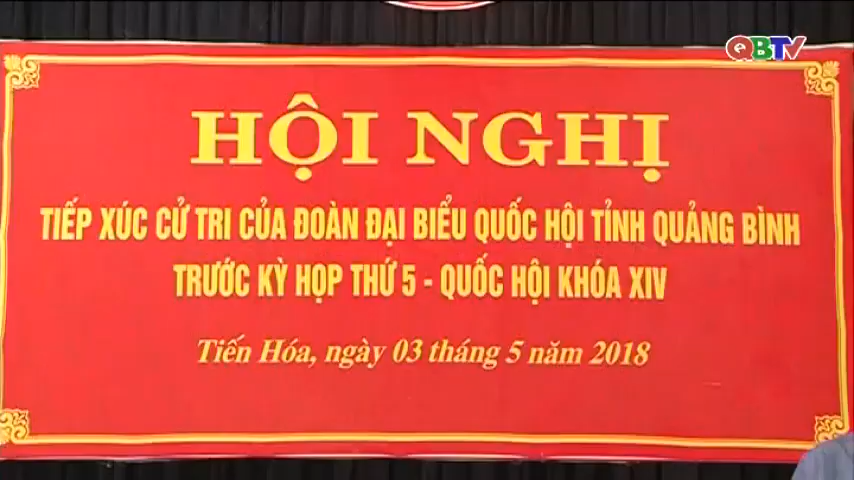 QBTV
HỘI NGHỊ
TIẾP XÚC CỬ TRI CỦA ĐOÀN ĐẠI BIỂU QUỐC HỘI TỈNH QUẢNG BÌNH
TRƯỚC KỲ HỌP THỨ 5 - QUỐC HỘI KHÓA XIV
Tiến Hóa, ngày 03 tháng 5 năm 2018